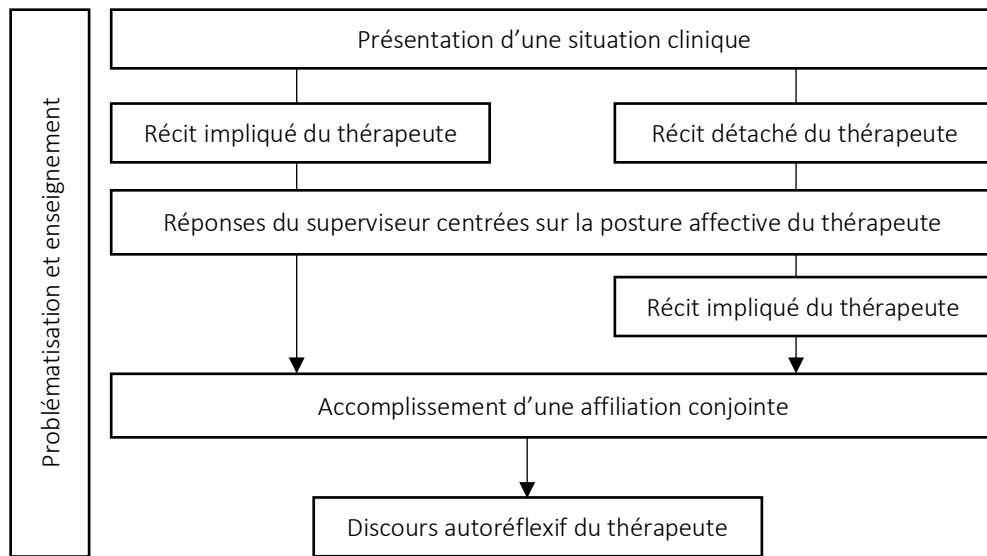 Problématisation et enseignement
Présentation d’une situation clinique
Récit impliqué du thérapeute
Récit détaché du thérapeute
Réponses du superviseur centrées sur la posture affective du thérapeute
Récit impliqué du thérapeute
Accomplissement d’une affiliation conjointe
Discours autoréflexif du thérapeute